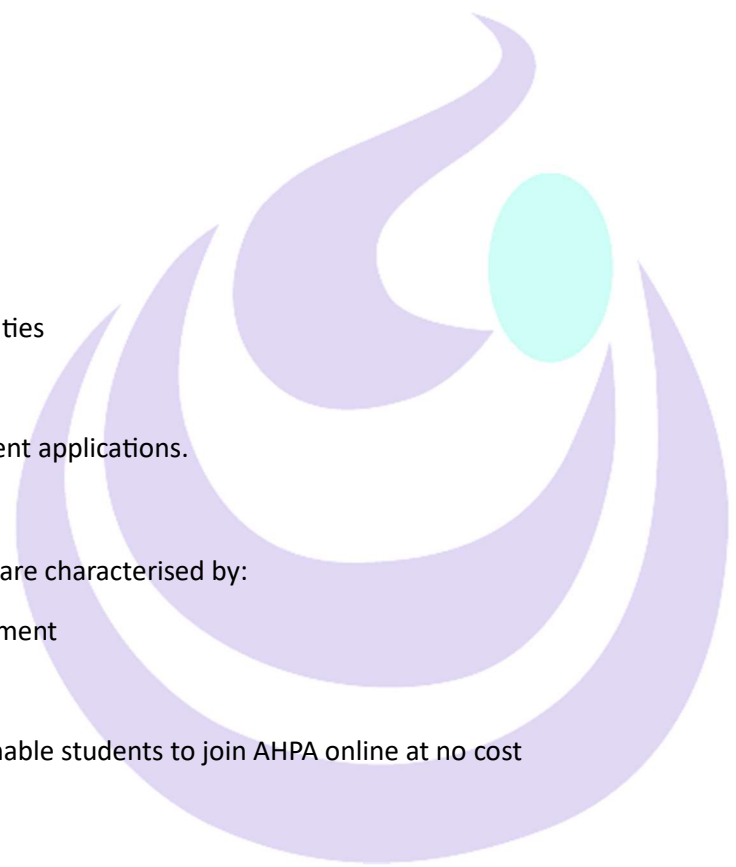 ties
ent applications.
are characterised by:
ment
able students to join AHPA online at no cost